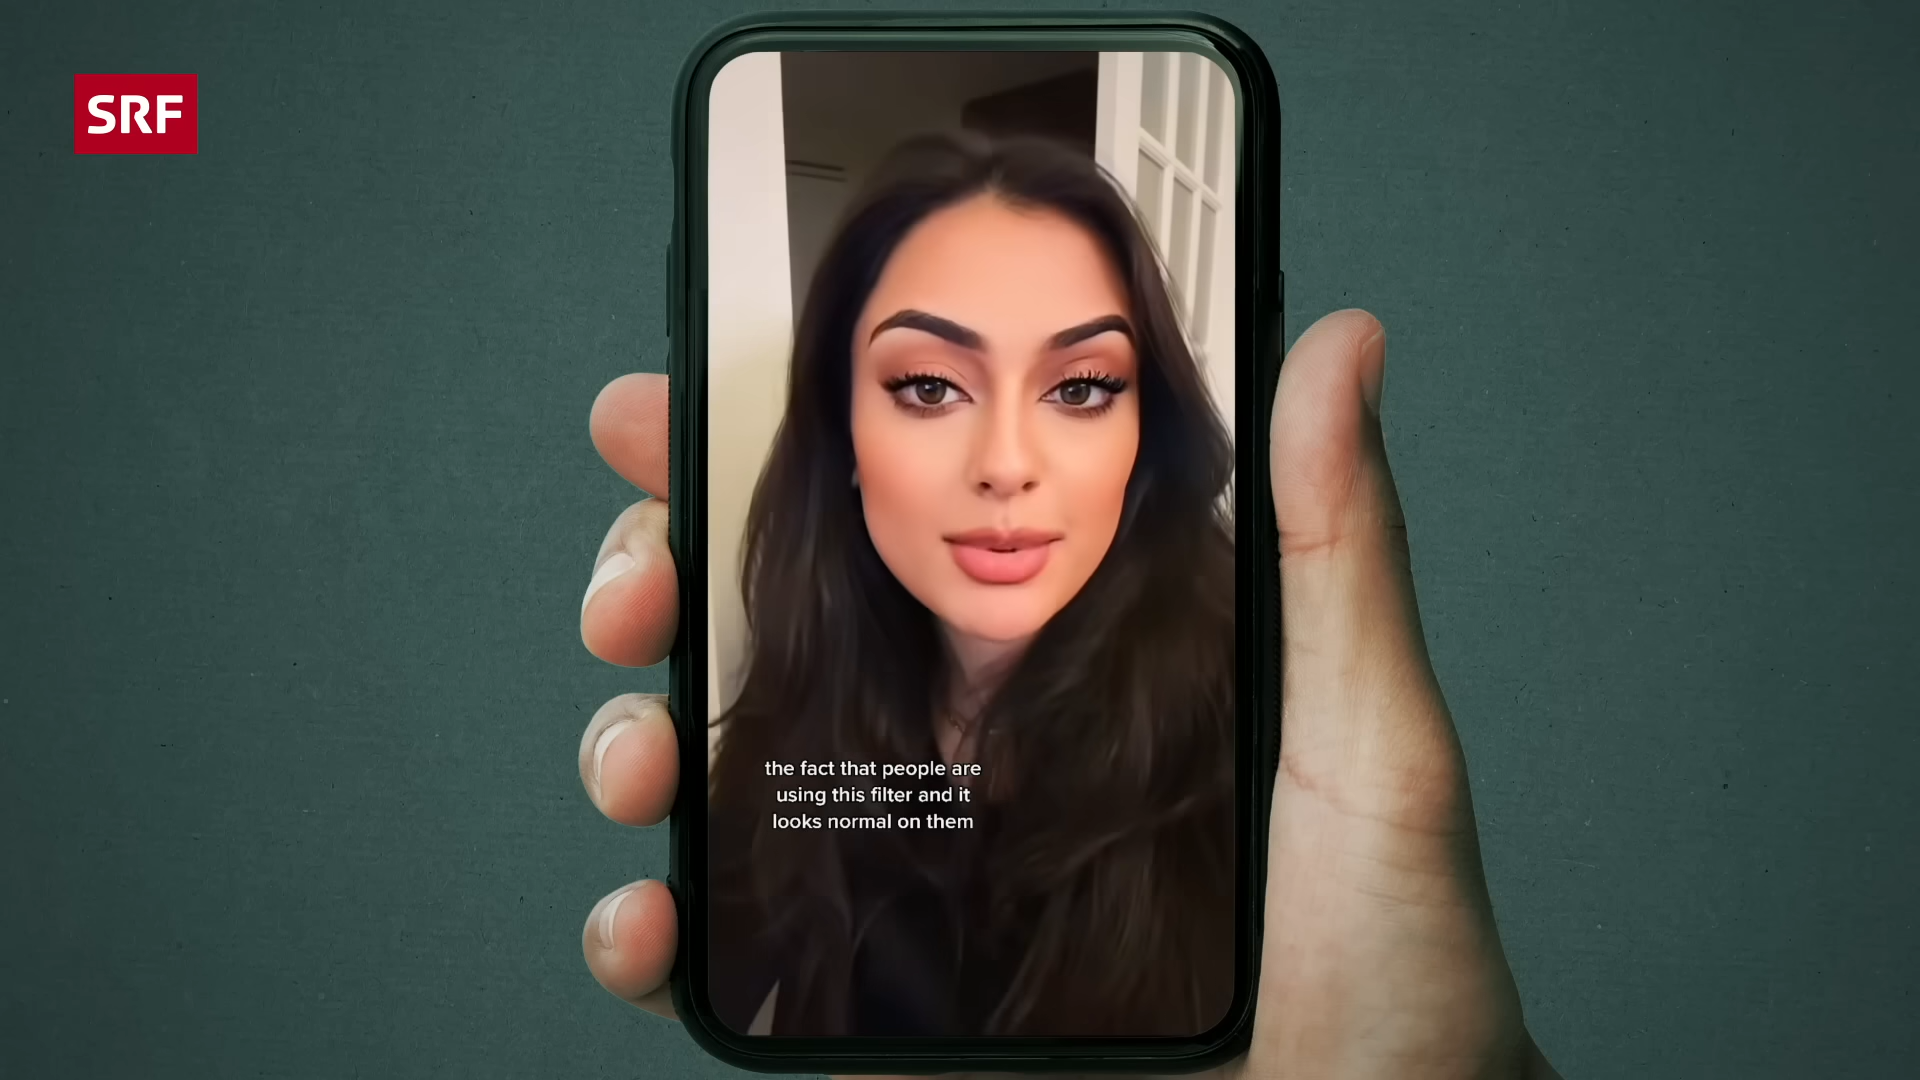 SRF
the fact that people are
using this filter and it
looks normal on them